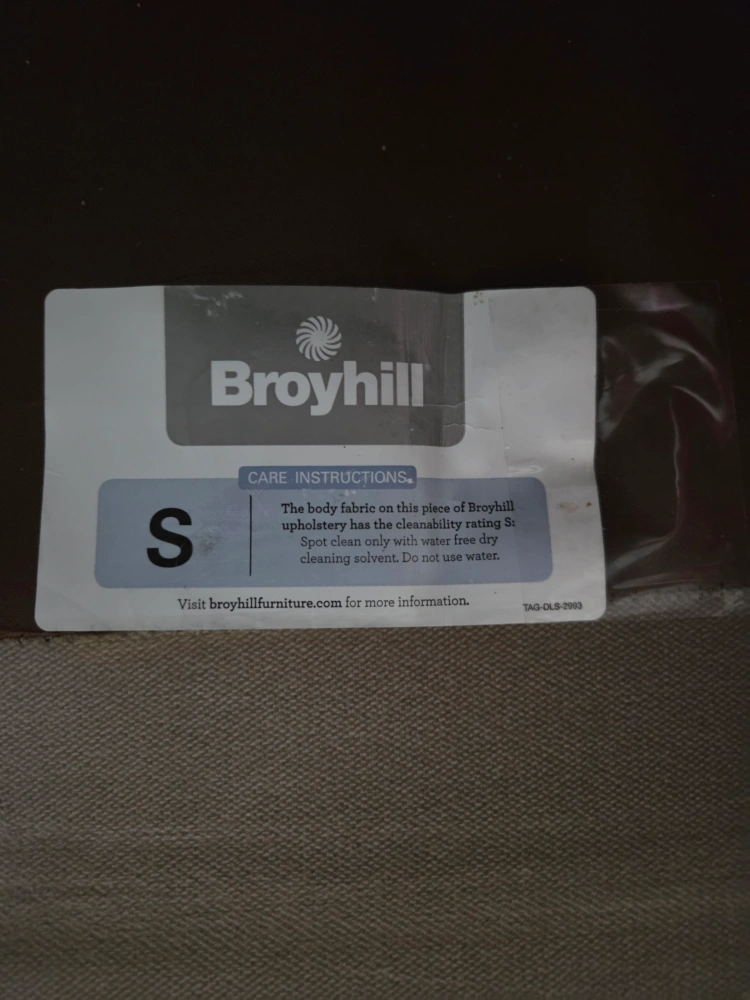 Broyhill
CARE INSTRUCTIONS
S
The body fabric on this piece of Broyhill
upholstery has the cleanability rating S:
Spot clean only with water free dry
cleaning solvent. Do not use water.
Visit broyhillfurniture.com for more information.
TAG-DLS-2993